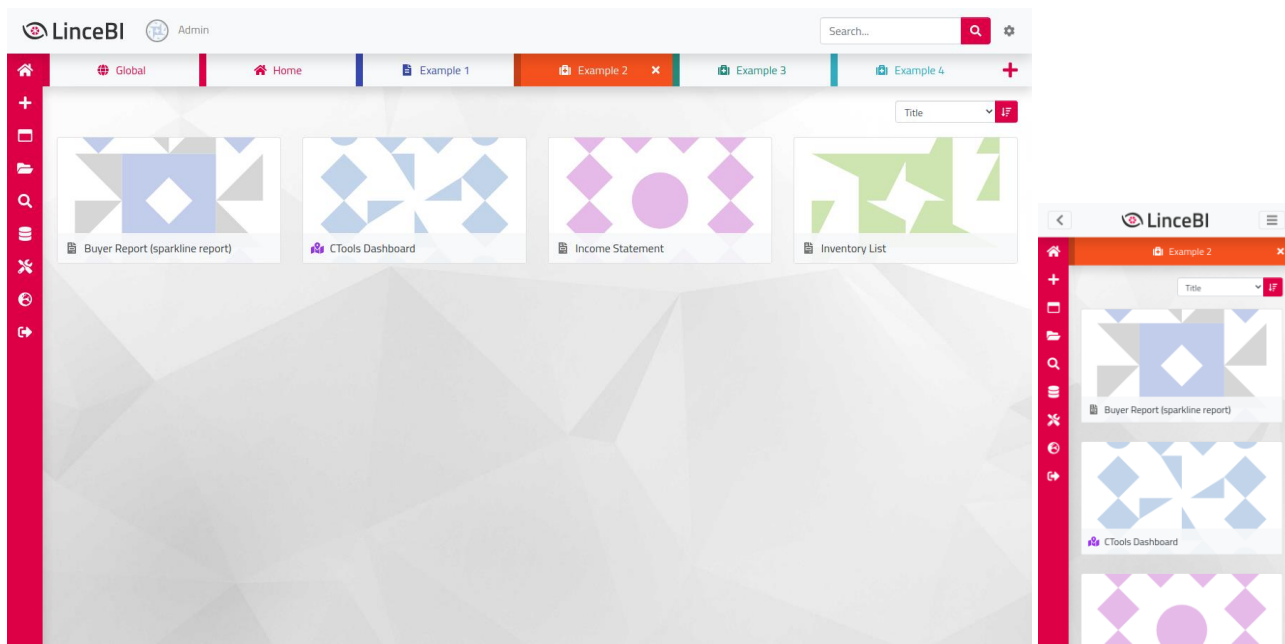 LinceBI Admin Search...
Global Home Example 1 Example 2 Example 3 Example 4
Title
Buyer Report (sparkline report) CTools Dashboard Income Statement Inventory List
LinceBI
Example 2
Title
Buyer Report (sparkline report)
CTools Dashboard